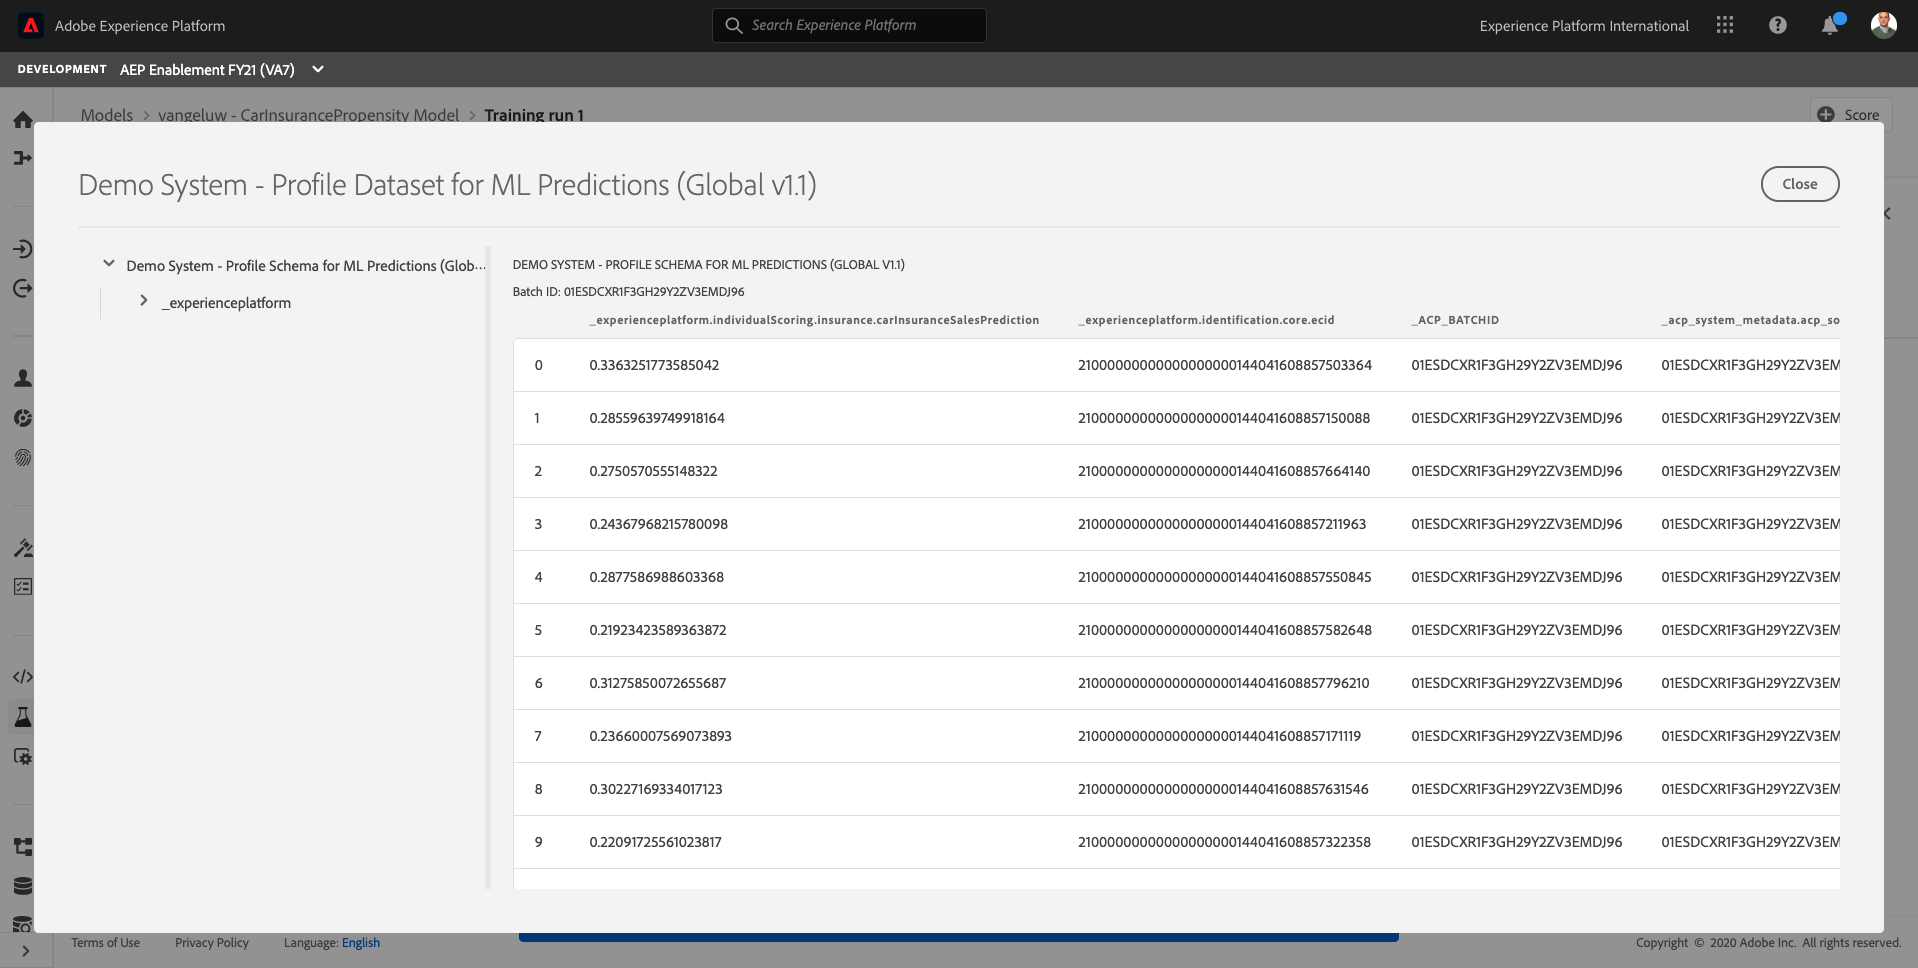 Adobe Experience Platform
Search Experience Platform
Experience Platform International
DEVELOPMENT AEP Enablement FY21 (VA7)
Models > vangeluw - CarInsurancePropensity Model > Training run 1
Score
Demo System - Profile Dataset for ML Predictions (Global v1.1)
Close
Demo System - Profile Schema for ML Predictions (Glob...
_experienceplatform
DEMO SYSTEM - PROFILE SCHEMA FOR ML PREDICTIONS (GLOBAL V1.1)
Batch ID: 01ESDCXR1F3GH29Y2ZV3EMDJ96
_experienceplatform.individualScoring.insurance.carInsuranceSalesPrediction _experienceplatform.identification.core.ecid _ACP_BATCHID _acp_system_metadata.acp_so
0 0.3363251773585042 21000000000000000000144041608857503364 01ESDCXR1F3GH29Y2ZV3EMDJ96 01ESDCXR1F3GH29Y2ZV3EM
1 0.28559639749918164 21000000000000000000144041608857150088 01ESDCXR1F3GH29Y2ZV3EMDJ96 01ESDCXR1F3GH29Y2ZV3EM
2 0.2750570555148322 21000000000000000000144041608857664140 01ESDCXR1F3GH29Y2ZV3EMDJ96 01ESDCXR1F3GH29Y2ZV3EM
3 0.24367968215780098 21000000000000000000144041608857211963 01ESDCXR1F3GH29Y2ZV3EMDJ96 01ESDCXR1F3GH29Y2ZV3EM
4 0.2877586988603368 21000000000000000000144041608857550845 01ESDCXR1F3GH29Y2ZV3EMDJ96 01ESDCXR1F3GH29Y2ZV3EM
5 0.21923423589363872 21000000000000000000144041608857582648 01ESDCXR1F3GH29Y2ZV3EMDJ96 01ESDCXR1F3GH29Y2ZV3EM
6 0.31275850072655687 21000000000000000000144041608857796210 01ESDCXR1F3GH29Y2ZV3EMDJ96 01ESDCXR1F3GH29Y2ZV3EM
7 0.23660007569073893 21000000000000000000144041608857171119 01ESDCXR1F3GH29Y2ZV3EMDJ96 01ESDCXR1F3GH29Y2ZV3EM
8 0.30227169334017123 21000000000000000000144041608857631546 01ESDCXR1F3GH29Y2ZV3EMDJ96 01ESDCXR1F3GH29Y2ZV3EM
9 0.22091725561023817 21000000000000000000144041608857322358 01ESDCXR1F3GH29Y2ZV3EMDJ96 01ESDCXR1F3GH29Y2ZV3EM
Terms of Use Privacy Policy Language: English Copyright © 2020 Adobe Inc. All rights reserved.